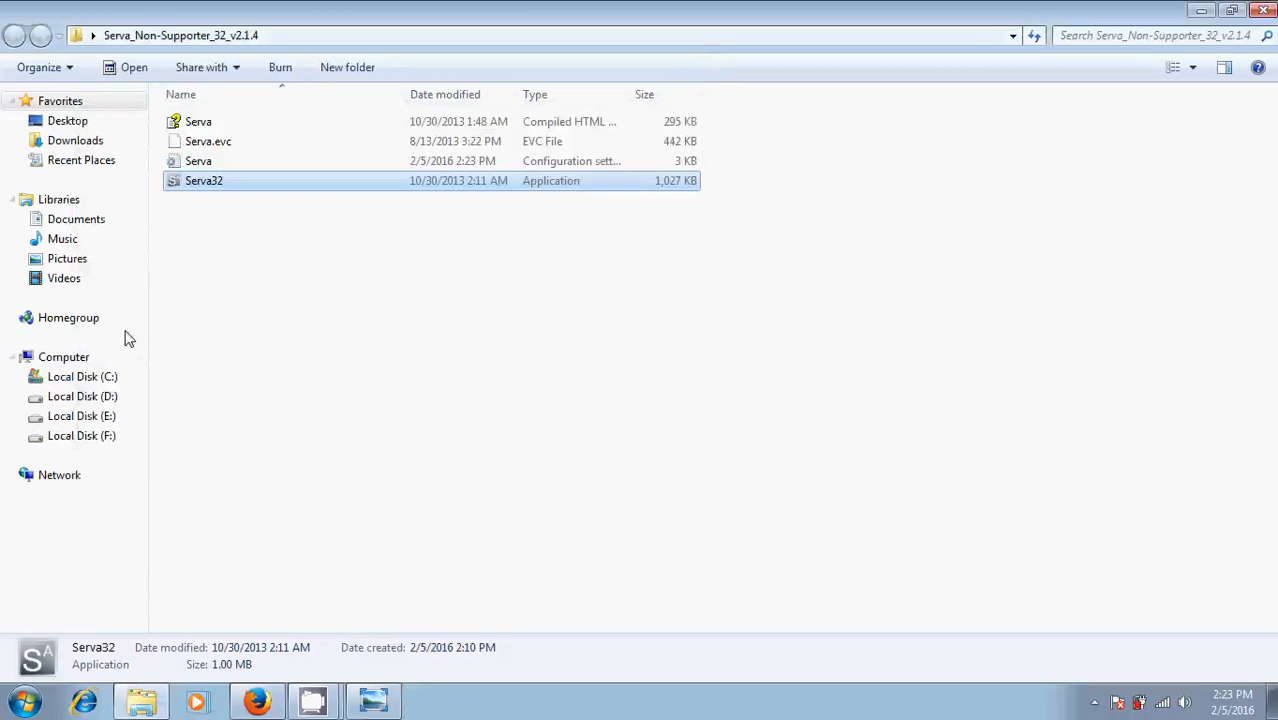 Serva_Non-Supporter_32_v2.1.4
Search Serva_Non-Supporter_32_v2.1.4
Organize Open Share with Burn New folder
Name Date modified Type Size
Serva 10/30/2013 1:48 AM Compiled HTML ... 295 KB
Serva.evc 8/13/2013 3:22 PM EVC File 442 KB
Serva 2/5/2016 2:23 PM Configuration sett... 3 KB
Serva32 10/30/2013 2:11 AM Application 1,027 KB
Favorites
Desktop
Downloads
Recent Places
Libraries
Documents
Music
Pictures
Videos
Homegroup
Computer
Local Disk (C:)
Local Disk (D:)
Local Disk (E:)
Local Disk (F:)
Network
SA
Serva32 Date modified: 10/30/2013 2:11 AM Date created: 2/5/2016 2:10 PM
Application Size: 1.00 MB
2:23 PM
2/5/2016